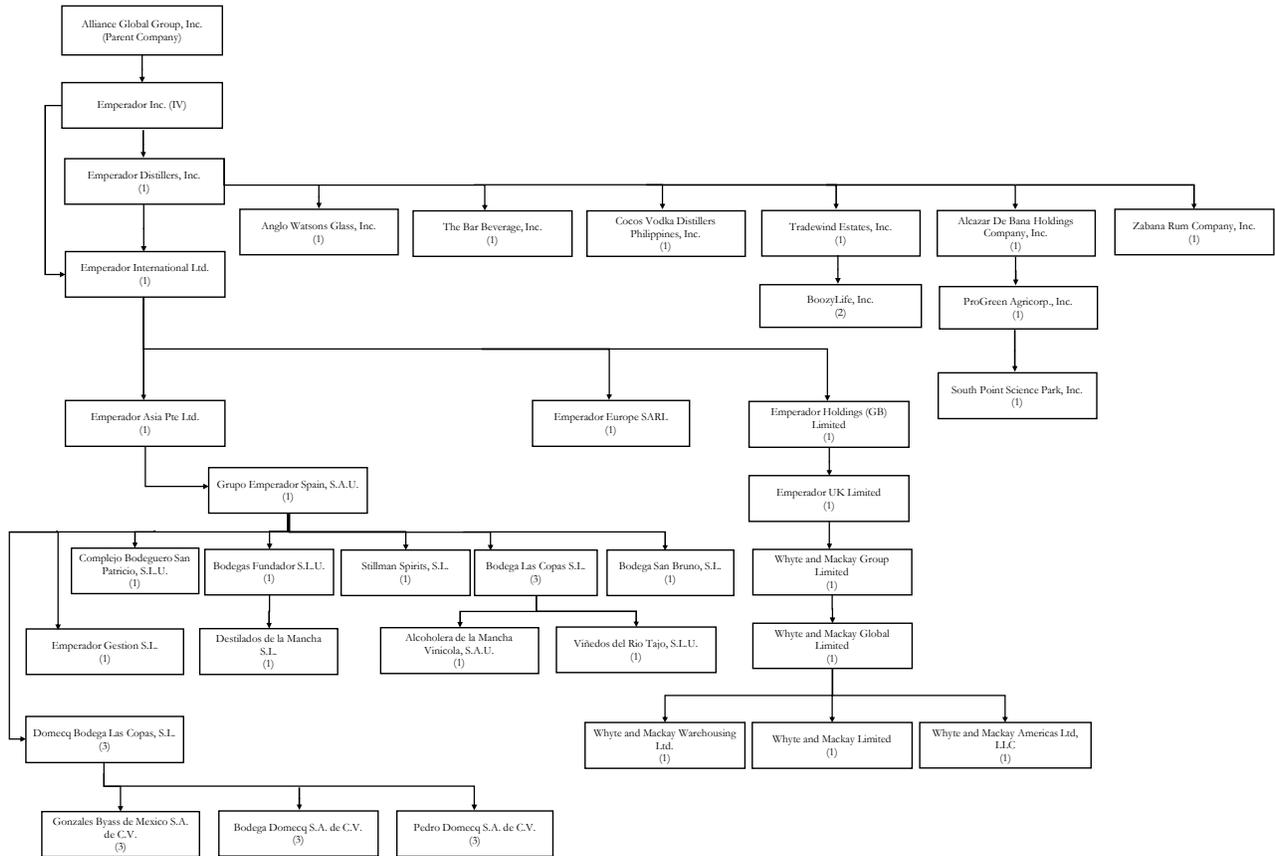 Alliance Global Group, Inc.
(Parent Company)
Emperador Inc. (IV)
Emperador Distillers, Inc.
(1)
Anglo Watsons Glass, Inc.
(1)
The Bar Beverage, Inc.
(1)
Cocos Vodka Distillers
Philippines, Inc.
(1)
Tradewind Estates, Inc.
(1)
Alcazar De Bana Holdings
Company, Inc.
(1)
Zabana Rum Company, Inc.
(1)
Emperador International Ltd.
(1)
BoozyLife, Inc.
(2)
ProGreen Agricorp., Inc.
(1)
South Point Science Park, Inc.
(1)
Emperador Asia Pte Ltd.
(1)
Emperador Europe SARL
(1)
Emperador Holdings (GB)
Limited
(1)
Grupo Emperador Spain, S.A.U.
(1)
Emperador UK Limited
(1)
Complejo Bodeguero San
Patricio, S.L.U.
(1)
Bodegas Fundador S.L.U.
(1)
Stillman Spirits, S.L.
(1)
Bodega Las Copas S.L.
(3)
Bodega San Bruno, S.L.
(1)
Whyte and Mackay Group
Limited
(1)
Emperador Gestion S.L.
(1)
Destilados de la Mancha
S.L.
(1)
Alcoholera de la Mancha
Vinicola, S.A.U.
(1)
Viñedos del Rio Tajo, S.L.U.
(1)
Whyte and Mackay Global
Limited
(1)
Domecq Bodega Las Copas, S.L.
(3)
Whyte and Mackay Warehousing
Ltd.
(1)
Whyte and Mackay Limited
(1)
Whyte and Mackay Americas Ltd,
LLC
(1)
Gonzales Byass de Mexico S.A.
de C.V.
(3)
Bodega Domecq S.A. de C.V.
(3)
Pedro Domecq S.A. de C.V.
(3)